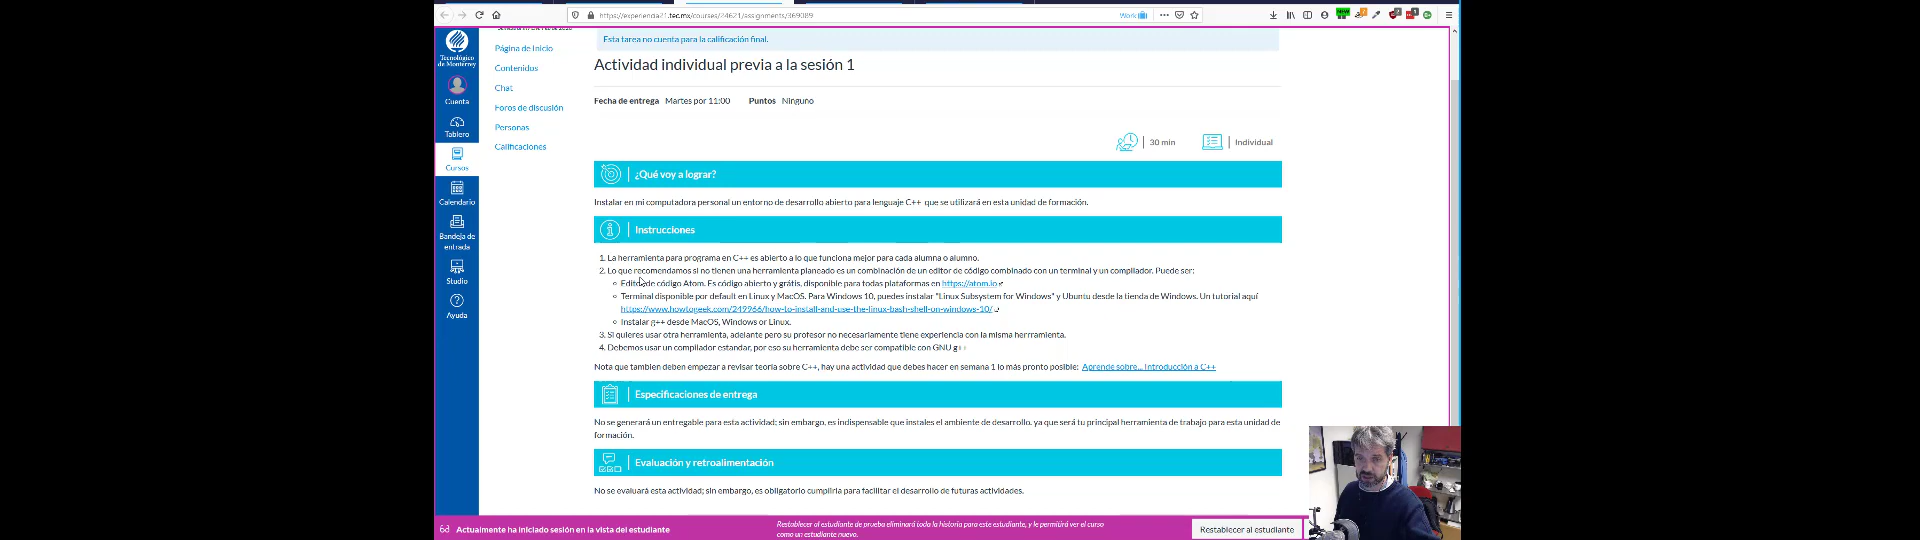 https://experiencia21.tec.mx/courses/24621/assignments/369089
Work
Tecnológico
de Monterrey
Cuenta
Tablero
Cursos
Calendario
Bandeja de
entrada
Studio
Ayuda
Página de Inicio
Contenidos
Chat
Foros de discusión
Personas
Calificaciones
Esta tarea no cuenta para la calificación final.
Actividad individual previa a la sesión 1
Fecha de entrega Martes por 11:00 Puntos Ninguno
30 min Individual
¿Qué voy a lograr?
Instalar en mi computadora personal un entorno de desarrollo abierto para lenguaje C++ que se utilizará en esta unidad de formación.
Instrucciones
1. La herramienta para programa en C++ es abierto a lo que funciona mejor para cada alumna o alumno.
2. Lo que recomendamos si no tienen una herramienta planeado es un combinación de un editor de código combinado con un terminal y un compilador. Puede ser:
Editor de código Atom. Es código abierto y grátis, disponible para todas plataformas en https://atom.io
Terminal disponible por default en Linux y MacOS. Para Windows 10, puedes instalar "Linux Subsystem for Windows" y Ubuntu desde la tienda de Windows. Un tutorial aquí
https://www.howtogeek.com/249966/how-to-install-and-use-the-linux-bash-shell-on-windows-10/
Instalar g++ desde MacOS, Windows or Linux.
3. Si quieres usar otra herramienta, adelante pero su profesor no necesariamente tiene experiencia con la misma herrramienta.
4. Debemos usar un compilador estandar, por eso su herramienta debe ser compatible con GNU g++
Nota que tambien deben empezar a revisar teoría sobre C++, hay una actividad que debes hacer en semana 1 lo más pronto posible: Aprende sobre... Introducción a C++
Especificaciones de entrega
No se generará un entregable para esta actividad; sin embargo, es indispensable que instales el ambiente de desarrollo. ya que será tu principal herramienta de trabajo para esta unidad de
formación.
Evaluación y retroalimentación
No se evaluará esta actividad; sin embargo, es obligatorio cumplirla para facilitar el desarrollo de futuras actividades.
Actualmente ha iniciado sesión en la vista del estudiante
Restablecer al estudiante de prueba eliminará toda la historia para este estudiante, y le permitirá ver el curso
como un estudiante nuevo.
Restablecer al estudiante